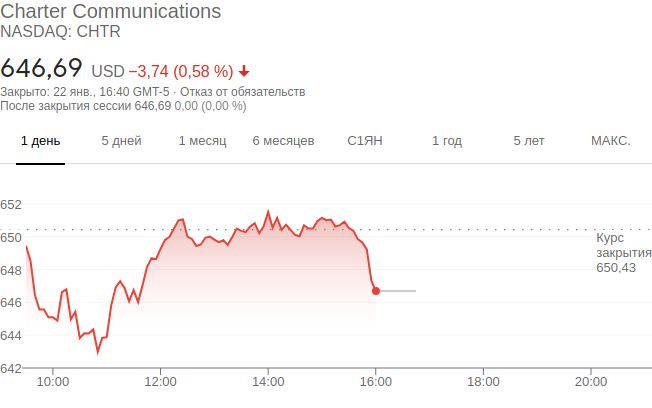 Charter Communications
NASDAQ: CHTR
646,69 USD −3,74 (0,58 %)
Закрыто: 22 янв., 16:40 GMT-5 · Отказ от обязательств
После закрытия сессии 646,69 0,00 (0,00 %)
1 день 5 дней 1 месяц 6 месяцев С1ЯН 1 год 5 лет МАКС.
652
650
648
646
644
642
Курс
закрытия
650,43
10:00 12:00 14:00 16:00 18:00 20:00